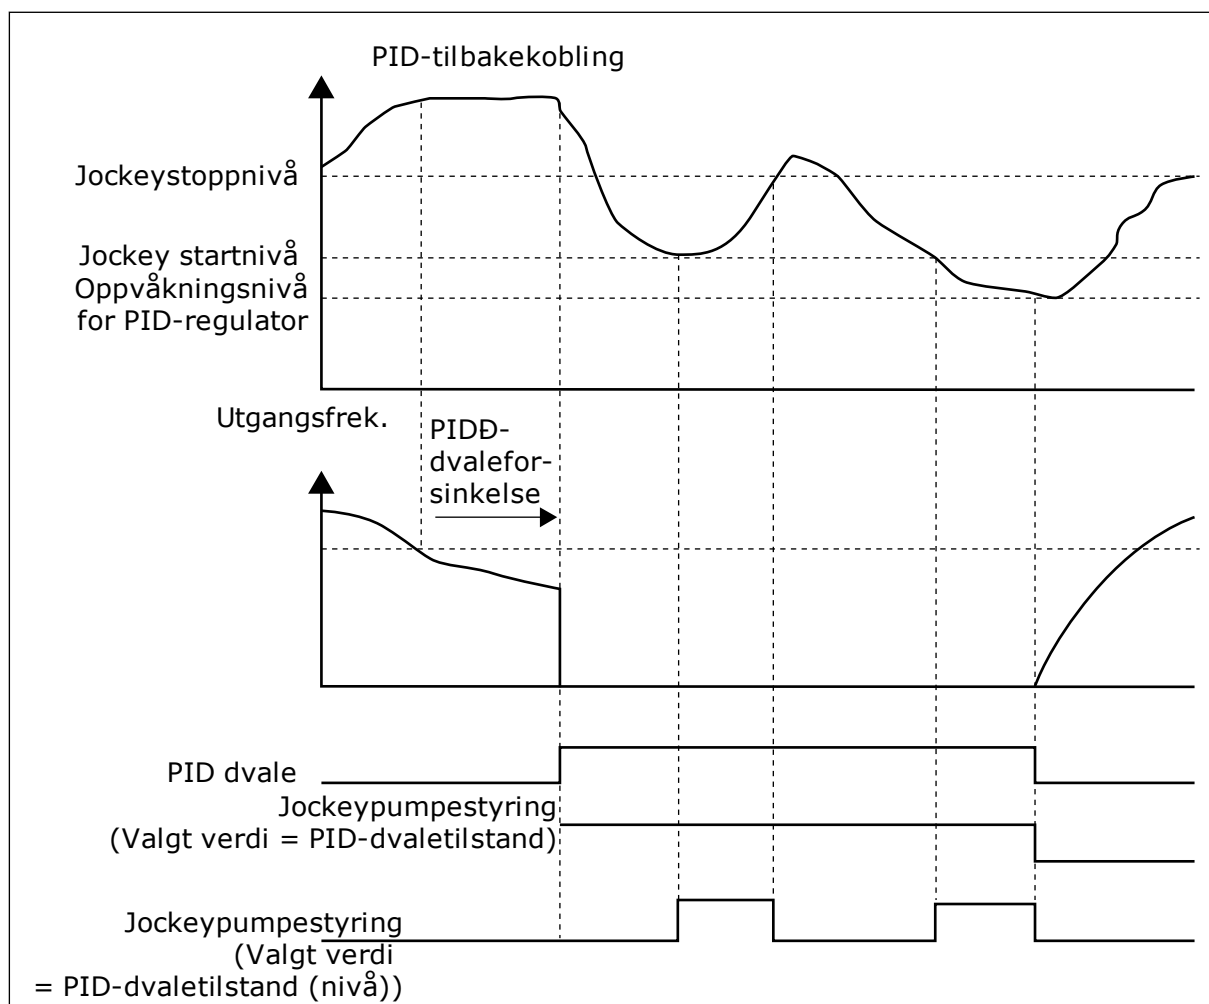 PID-tilbakekobling
Jockeystoppnivå
Jockey startnivå
Oppvåkningsnivå
for PID-regulator
Utgangsfrek.
PIDÐ-
dvalefor-
sinkelse
PID dvale
Jockeypumpestyring
(Valgt verdi = PID-dvaletilstand)
Jockeypumpestyring
(Valgt verdi
= PID-dvaletilstand (nivå))